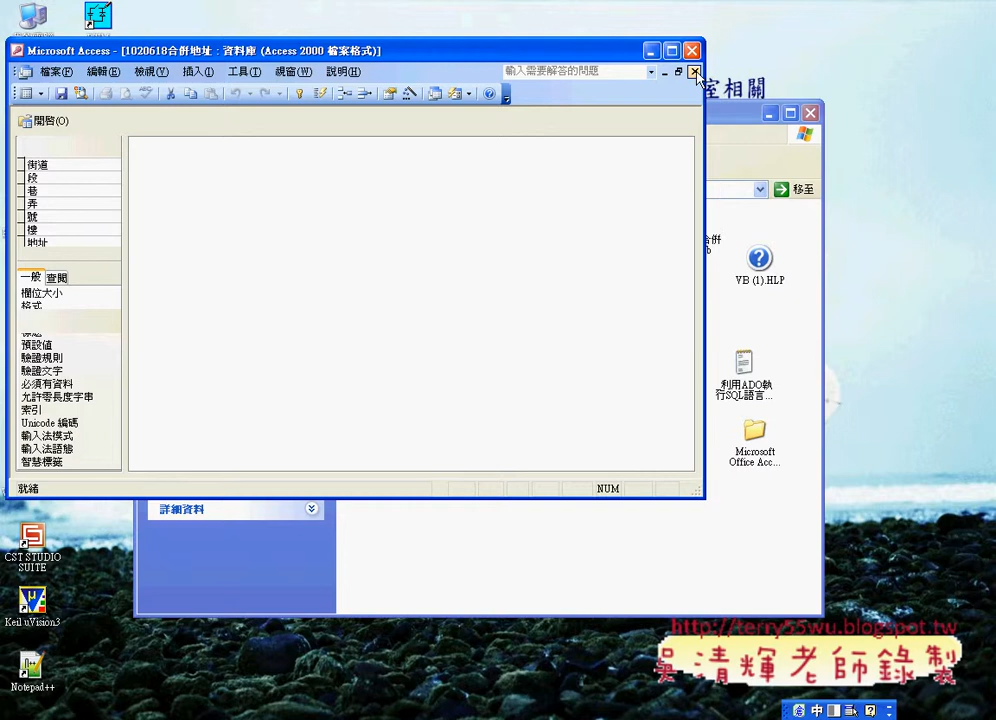 Microsoft Access - [1020618合併地址 : 資料庫 (Access 2000 檔案格式)]
檔案(F) 編輯(E) 檢視(V) 插入(I) 工具(T) 視窗(W) 說明(H) 輸入需要解答的問題
室相關
開啓(O)
街道
段
巷
弄
號
樓
地址
移至
合併
b
VB (1).HLP
一般 查閱
欄位大小
格式
標題
預設值
驗證規則
驗證文字
必須有資料
允許零長度字串
索引
Unicode 編碼
輸入法模式
輸入法語態
智慧標籤
利用ADO執
行SQL語言...
Microsoft
Office Acc...
就緒 NUM
詳細資料
CST STUDIO
SUITE
Keil uVision3
Notepad++
http://terry55wu.blogspot.tw
吳清輝老師錄製
中